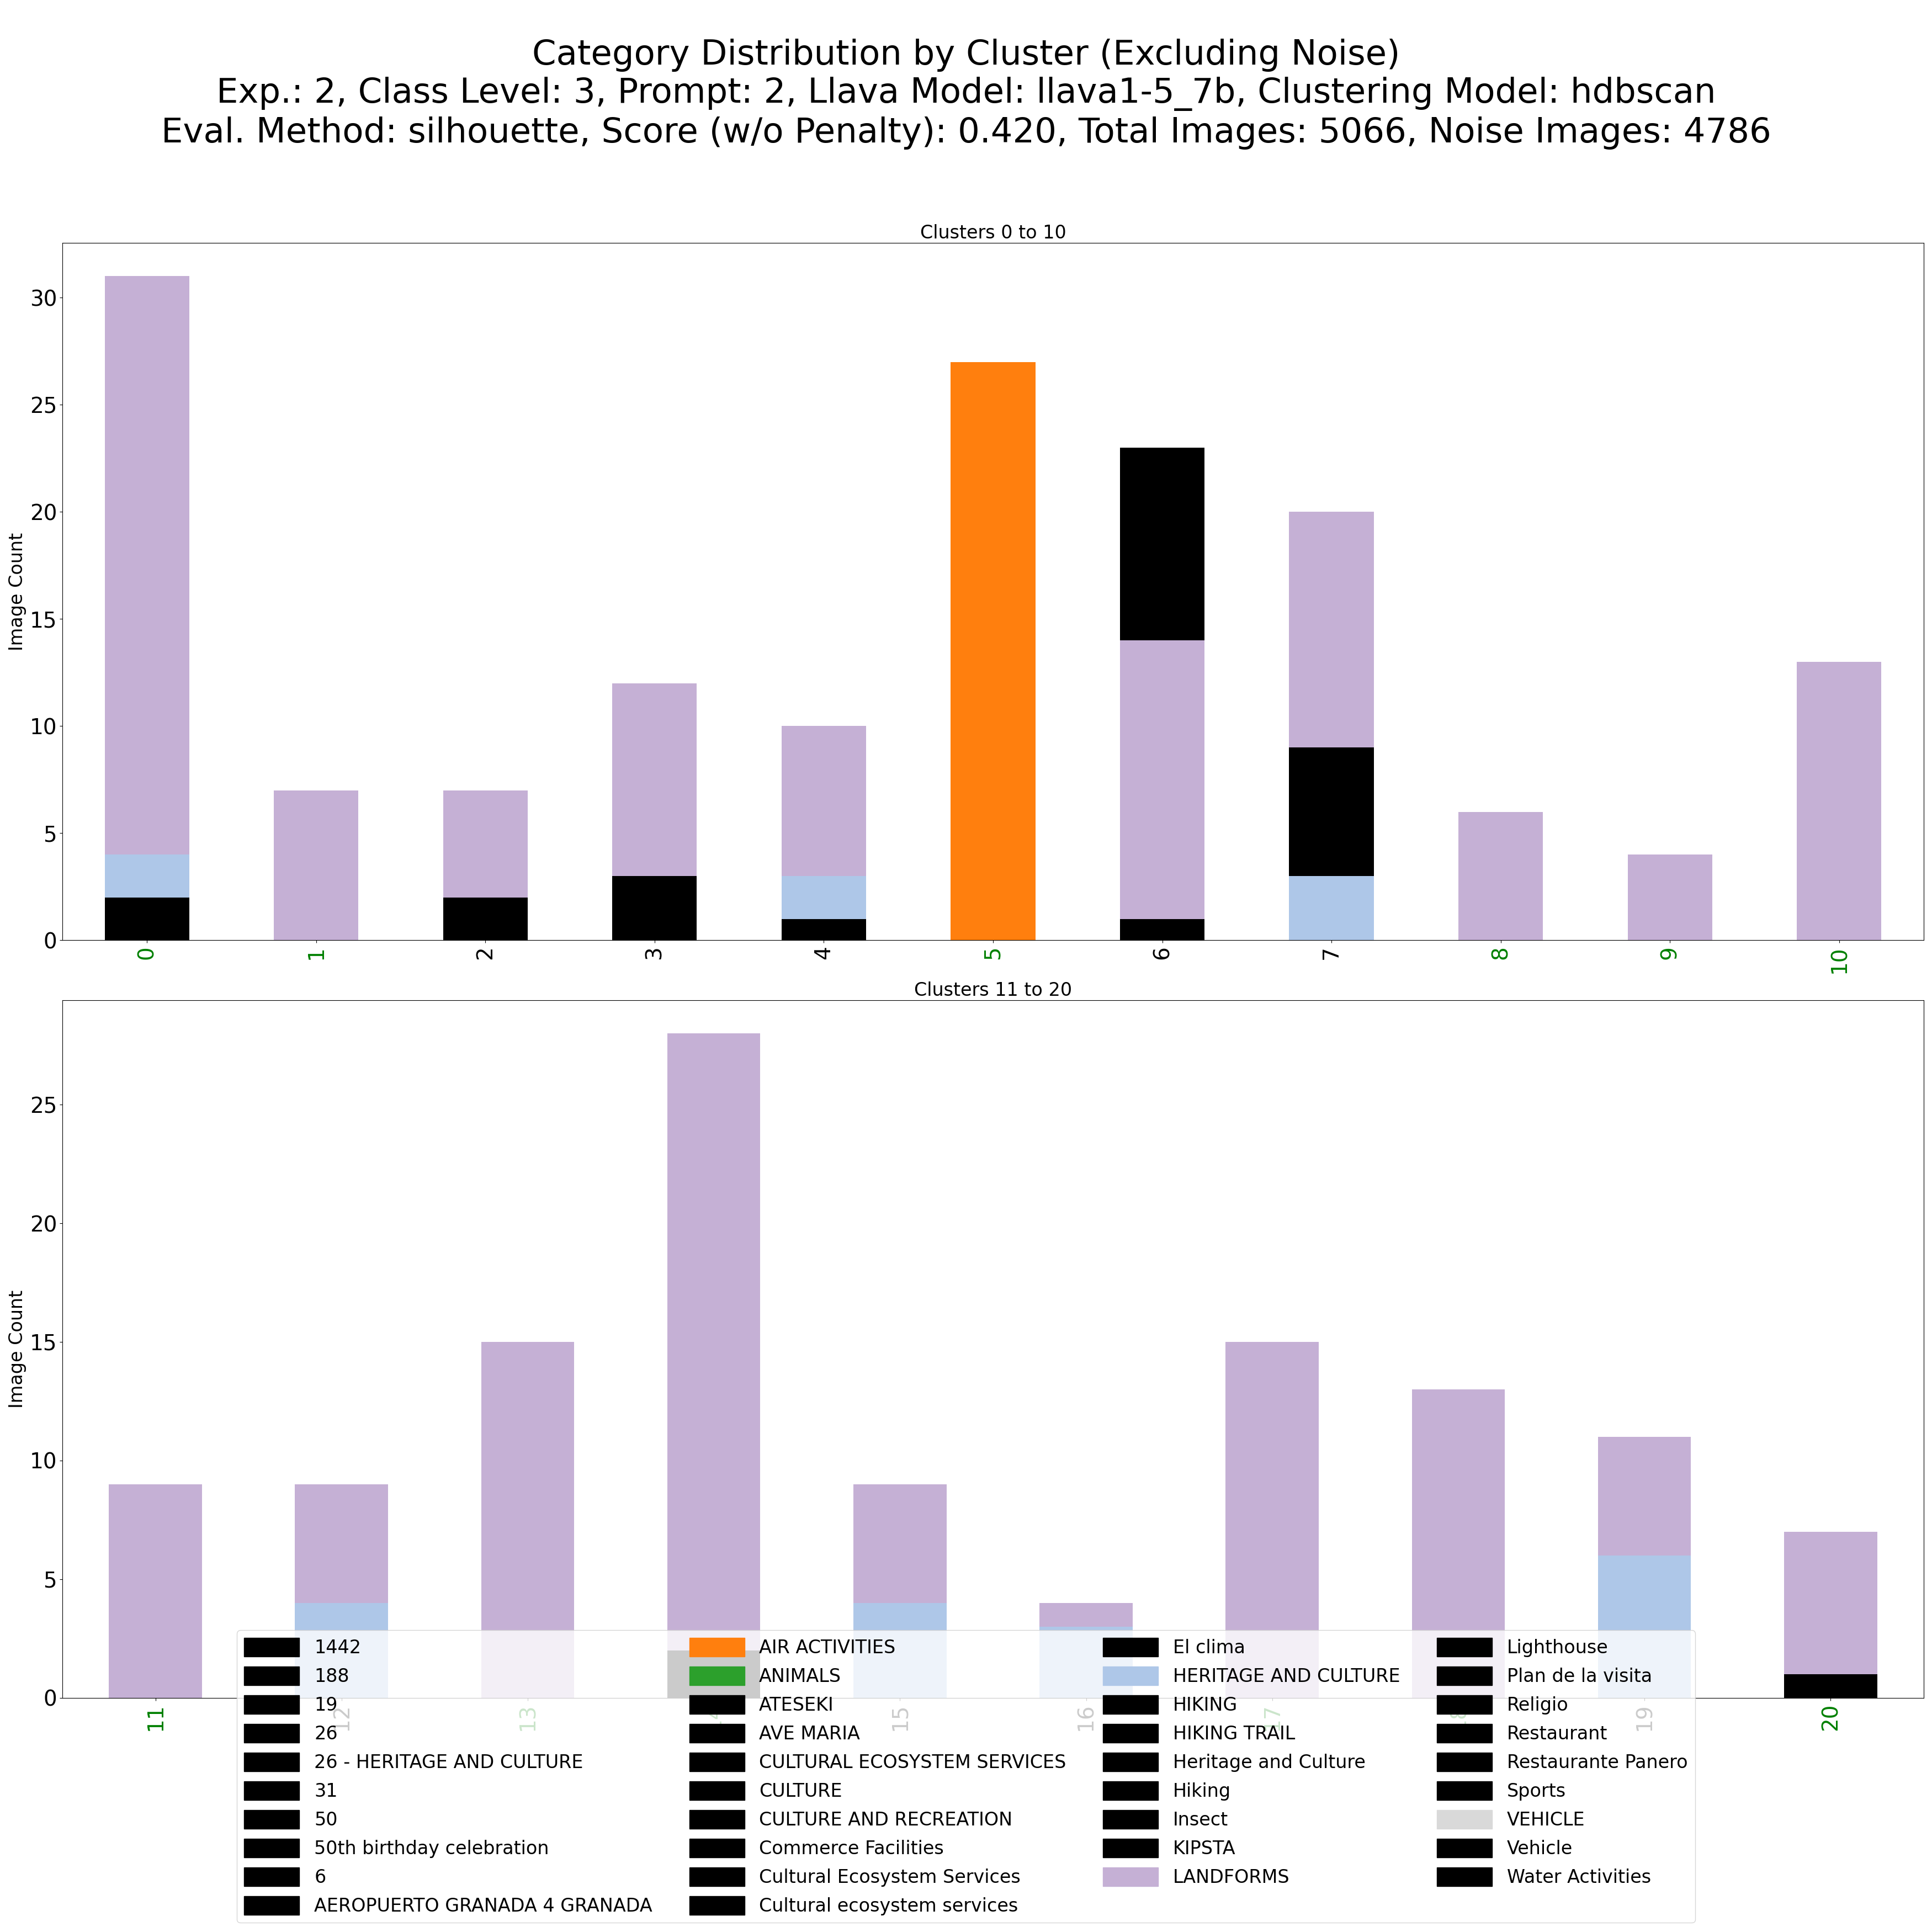 Category Distribution by Cluster (Excluding Noise)
Exp.: 2, Class Level: 3, Prompt: 2, Llava Model: llava1-5_7b, Clustering Model: hdbscan
Eval. Method: silhouette, Score (w/o Penalty): 0.420, Total Images: 5066, Noise Images: 4786
Clusters 0 to 10
Image Count
30
25
20
15
10
5
0
0 1 2 3 4 5 6 7 8 9 10
Clusters 11 to 20
Image Count
25
20
15
10
5
0
11 12 13 15 16 17 18 19 20
1442
188
19
26
26 - HERITAGE AND CULTURE
31
50
50th birthday celebration
6
AEROPUERTO GRANADA 4 GRANADA
AIR ACTIVITIES
ANIMALS
ATESEKI
AVE MARIA
CULTURAL ECOSYSTEM SERVICES
CULTURE
CULTURE AND RECREATION
Commerce Facilities
Cultural Ecosystem Services
Cultural ecosystem services
El clima
HERITAGE AND CULTURE
HIKING
HIKING TRAIL
Heritage and Culture
Hiking
Insect
KIPSTA
LANDFORMS
Lighthouse
Plan de la visita
Religio
Restaurant
Restaurante Panero
Sports
VEHICLE
Vehicle
Water Activities